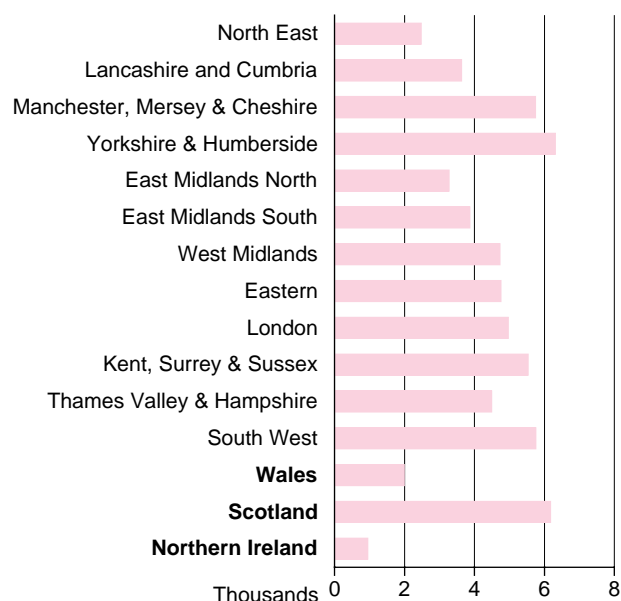 North East
Lancashire and Cumbria
Manchester, Mersey & Cheshire
Yorkshire & Humberside
East Midlands North
East Midlands South
West Midlands
Eastern
London
Kent, Surrey & Sussex
Thames Valley & Hampshire
South West
Wales
Scotland
Northern Ireland
Thousands 0 2 4 6 8